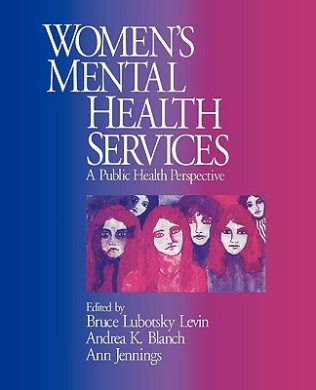 WOMEN'S
MENTAL
HEALTH
SERVICES
A Public Health Perspective
Edited by
Bruce Lubotsky Levin
Andrea K. Blanch
Ann Jennings